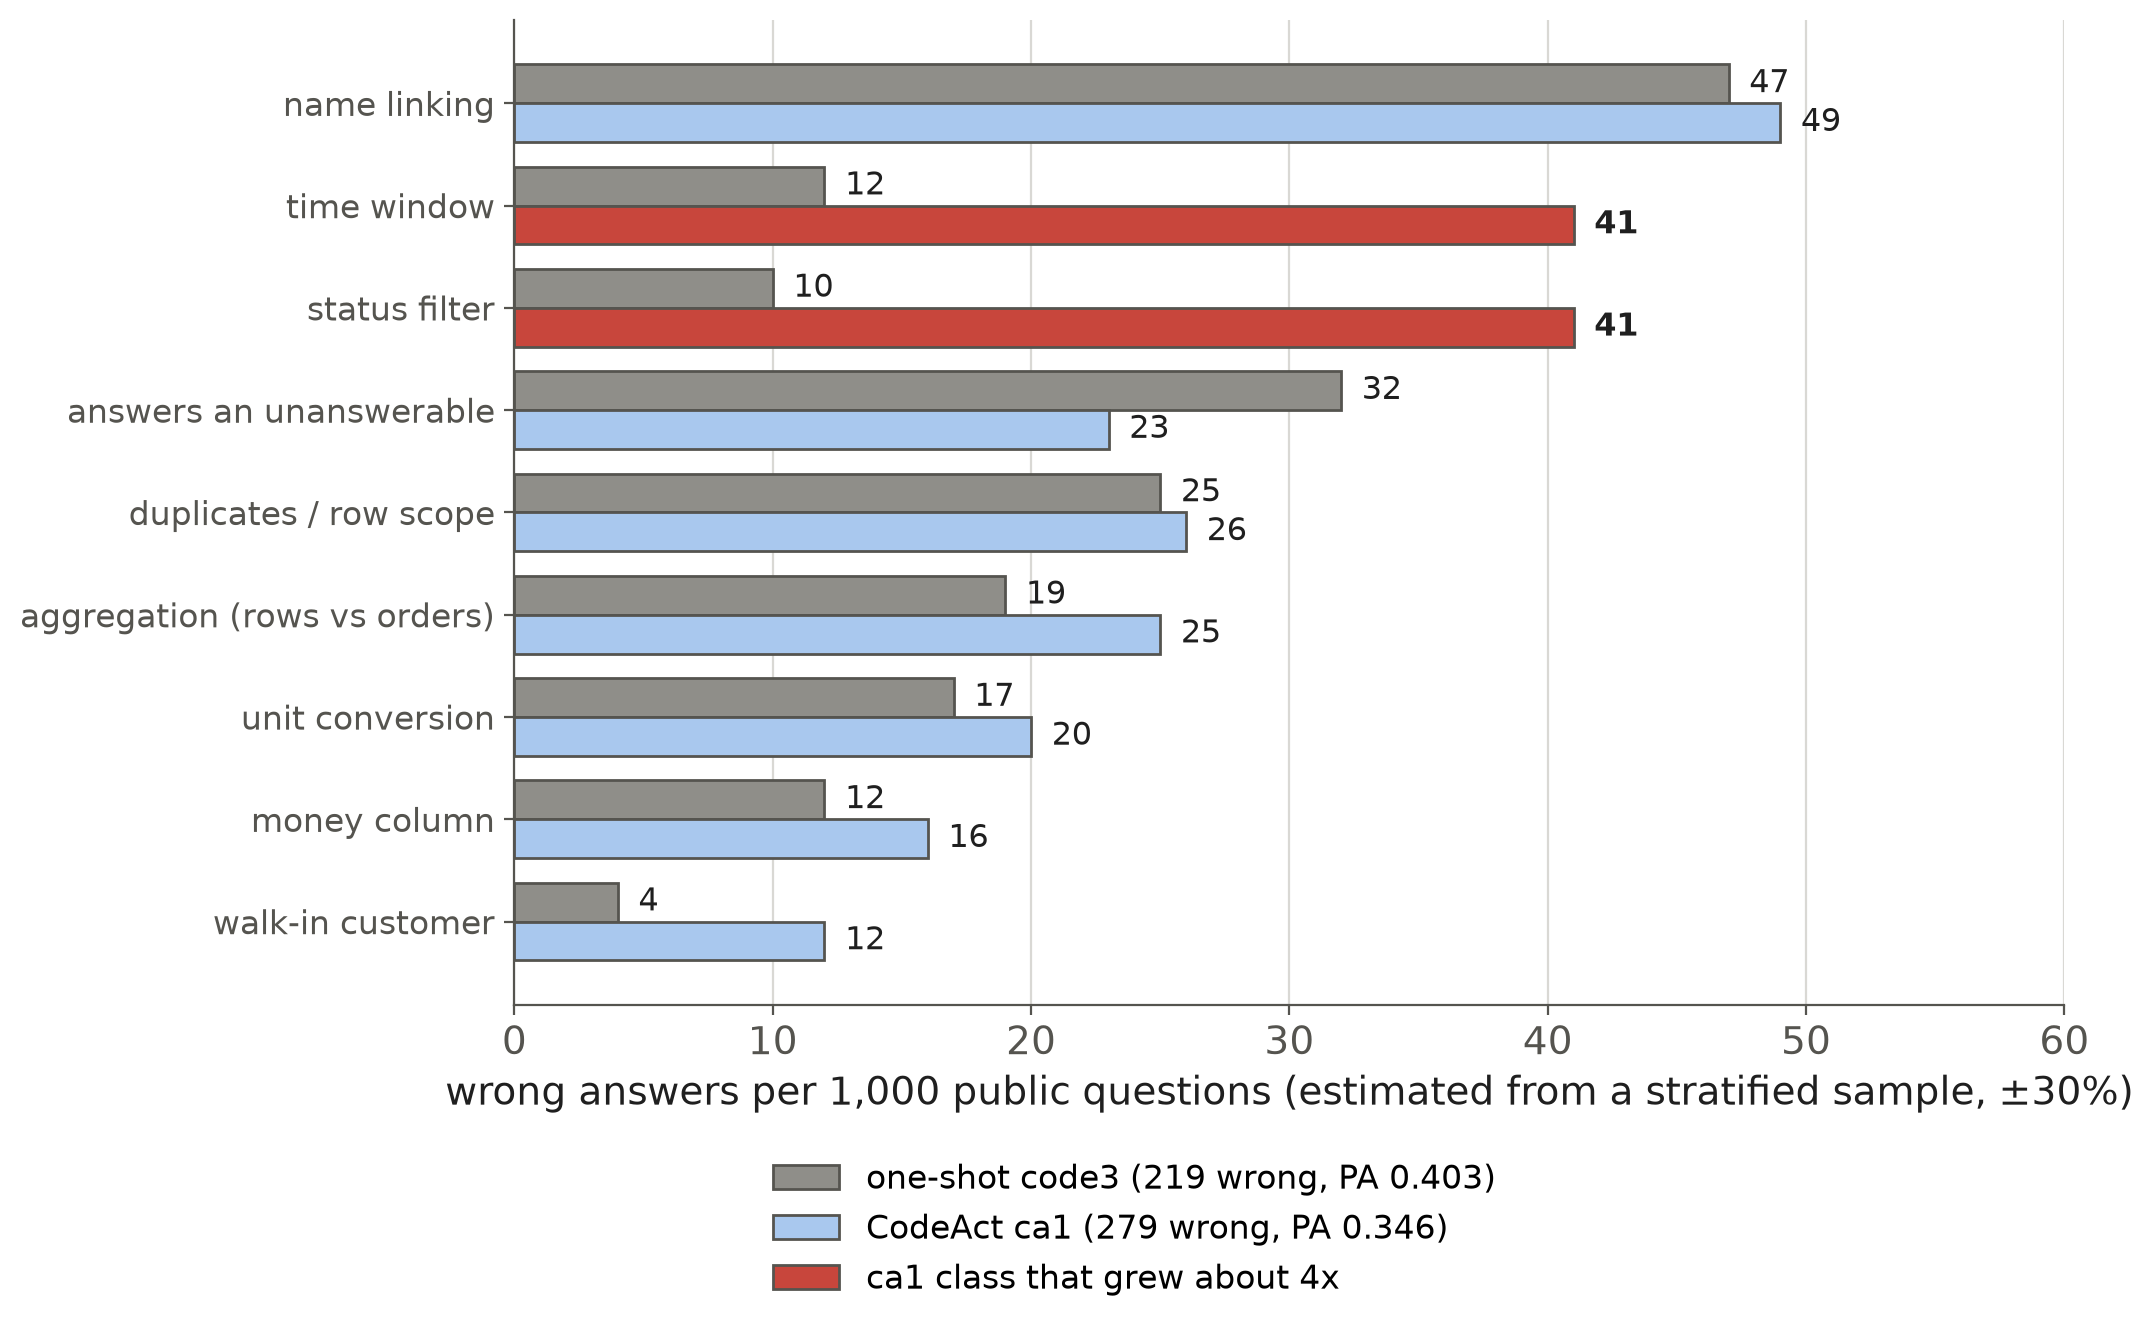 47
name linking
49
12
time window
41
10
status filter
41
32
answers an unanswerable
23
25
duplicates / row scope
26
19
aggregation (rows vs orders)
25
17
unit conversion
20
12
money column
16
4
walk-in customer
12
0 10 20 30 40 50 60
wrong answers per 1,000 public questions (estimated from a stratified sample, ±30%)
one-shot code3 (219 wrong, PA 0.403)
CodeAct ca1 (279 wrong, PA 0.346)
ca1 class that grew about 4x